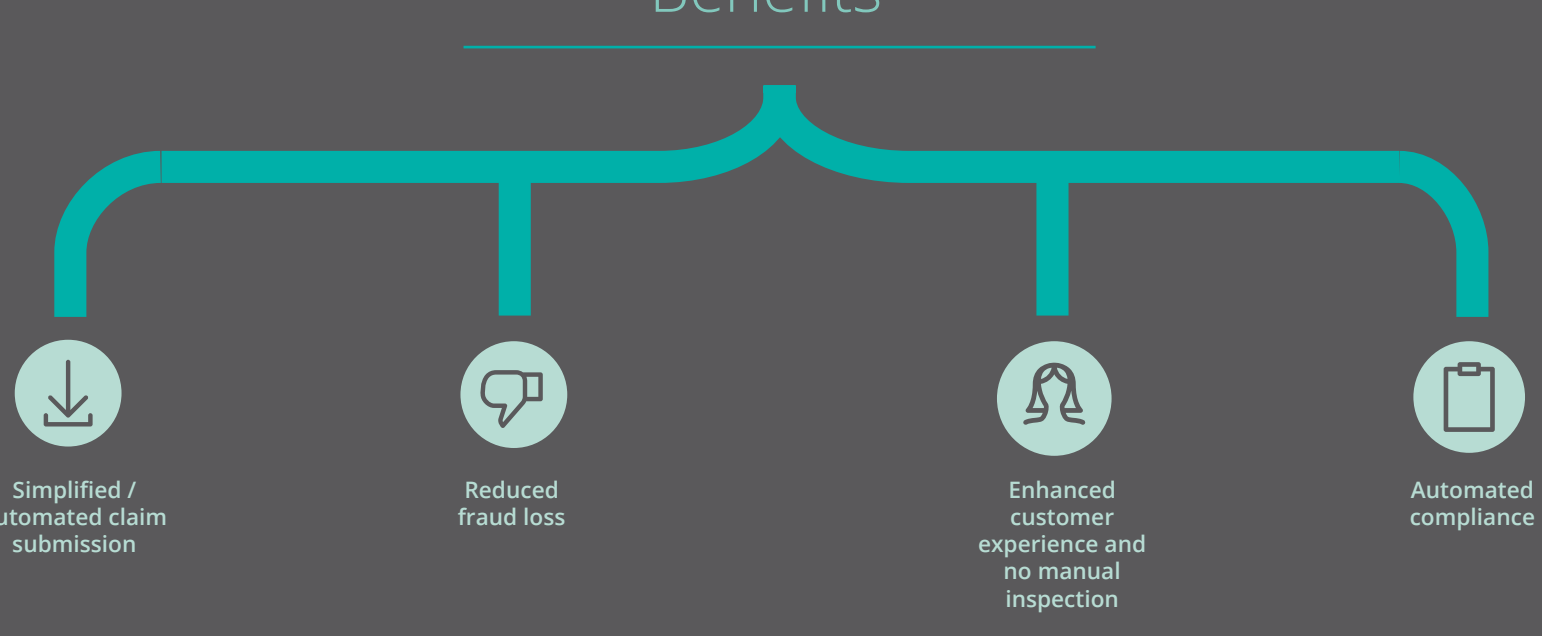 Benefits
Simplified /
utomated claim
submission
Reduced
fraud loss
Enhanced
customer
experience and
no manual
inspection
Automated
compliance